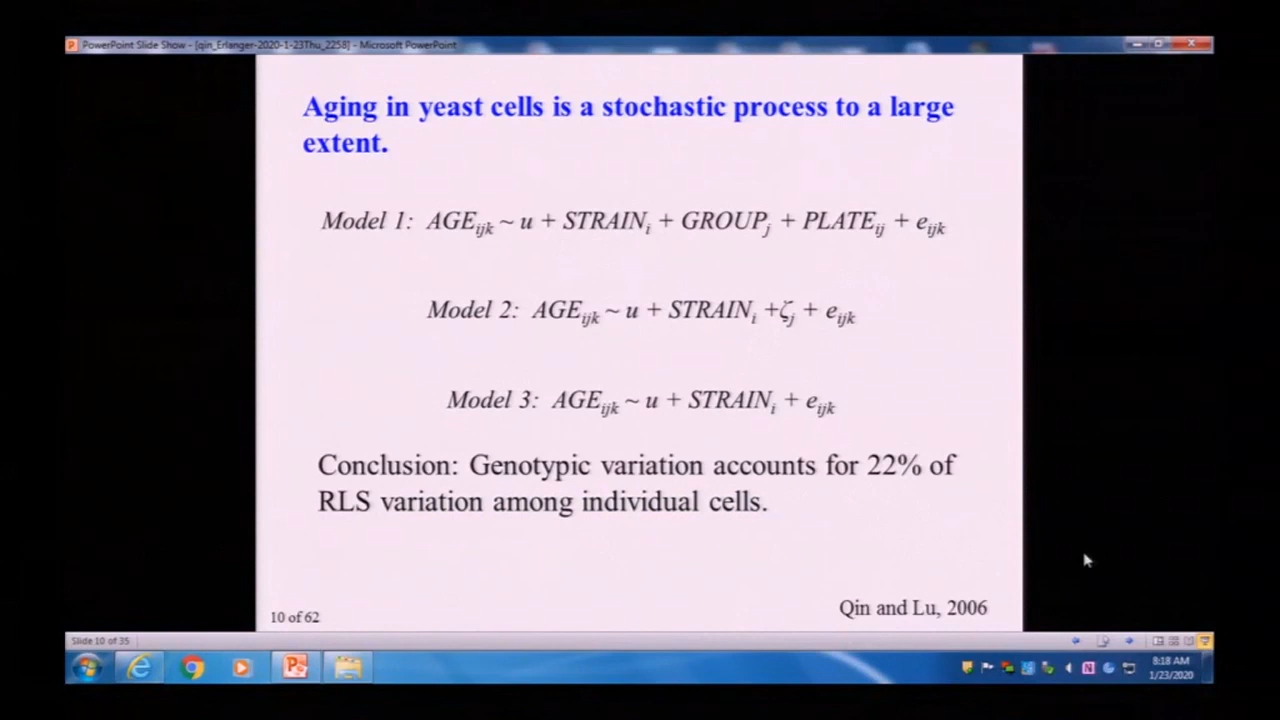 PowerPoint Slide Show - [qin_Erlanger-2020-1-23Thu_2258] - Microsoft PowerPoint
Aging in yeast cells is a stochastic process to a large
extent.
Model 1: AGEijk ~ u + STRAINi + GROUPj + PLATEij + eijk
Model 2: AGEijk ~ u + STRAINi +ζj + eijk
Model 3: AGEijk ~ u + STRAINi + eijk
Conclusion: Genotypic variation accounts for 22% of
RLS variation among individual cells.
Qin and Lu, 2006
10 of 62
Slide 10 of 35
8:18 AM
1/23/2020